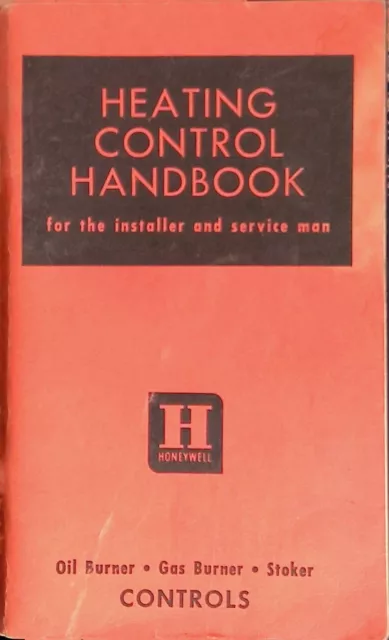 HEATING
CONTROL
HANDBOOK
for the installer and service man
H
HONEYWELL
Oil Burner • Gas Burner • Stoker
CONTROLS